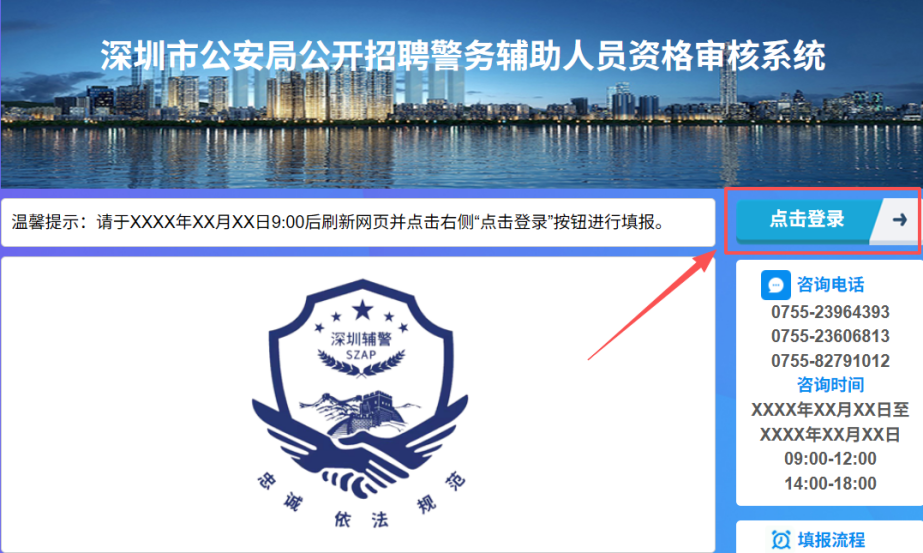 深圳市公安局公开招聘警务辅助人员资格审核系统
温馨提示：请于XXXX年XX月XX日9:00后刷新网页并点击右侧“点击登录”按钮进行填报。
点击登录
深圳辅警
SZAP
忠诚 依法 规范
咨询电话
0755-23964393
0755-23606813
0755-82791012
咨询时间
XXXX年XX月XX日至
XXXX年XX月XX日
09:00-12:00
14:00-18:00
填报流程